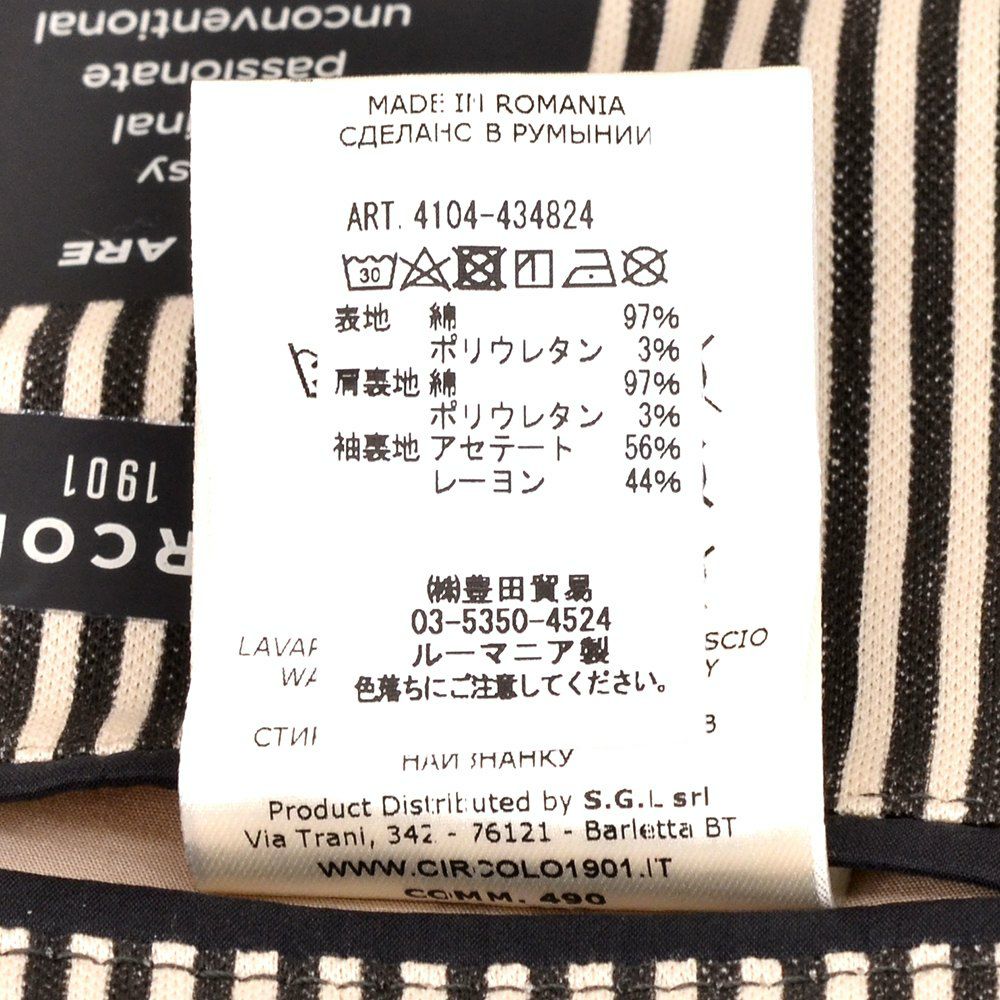 unconventional
passionate
ARE
1901
MADE IN ROMANIA
СДЕЛАНО В РУМЫНИИ
ART. 4104-434824
30
表地 綿 97%
ポリウレタン 3%
肩裏地 綿 97%
ポリウレタン 3%
袖裏地 アセテート 56%
レーヨン 44%
㈱豊田貿易
03-5350-4524
ルーマニア製
色落ちにご注意してください。
НАИЗНАНКУ
Product Distributed by S.G.L srl
Via Trani, 342 - 76121 - Barletta BT
WWW.CIRCOLO1901.IT
COMM. 490